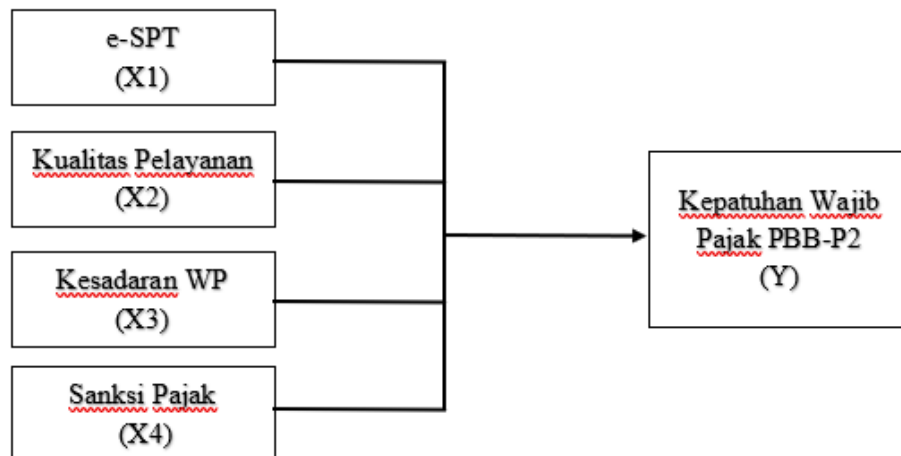 e-SPT
(X1)
Kualitas Pelayanan
(X2)
Kesadaran WP
(X3)
Sanksi Pajak
(X4)
Kepatuhan Wajib
Pajak PBB-P2
(Y)